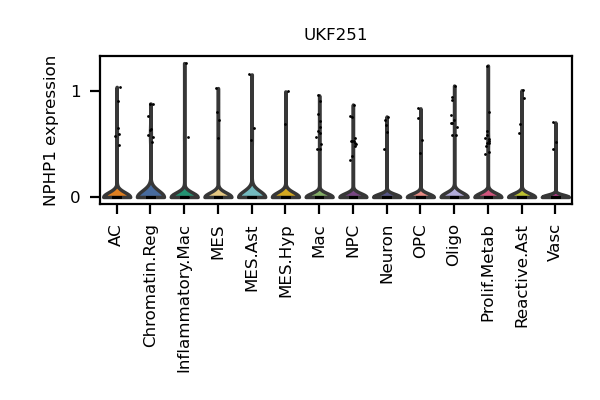 UKF251
NPHP1 expression
1
0
AC
Chromatin.Reg
Inflammatory.Mac
MES
MES.Ast
MES.Hyp
Mac
NPC
Neuron
OPC
Oligo
Prolif.Metab
Reactive.Ast
Vasc